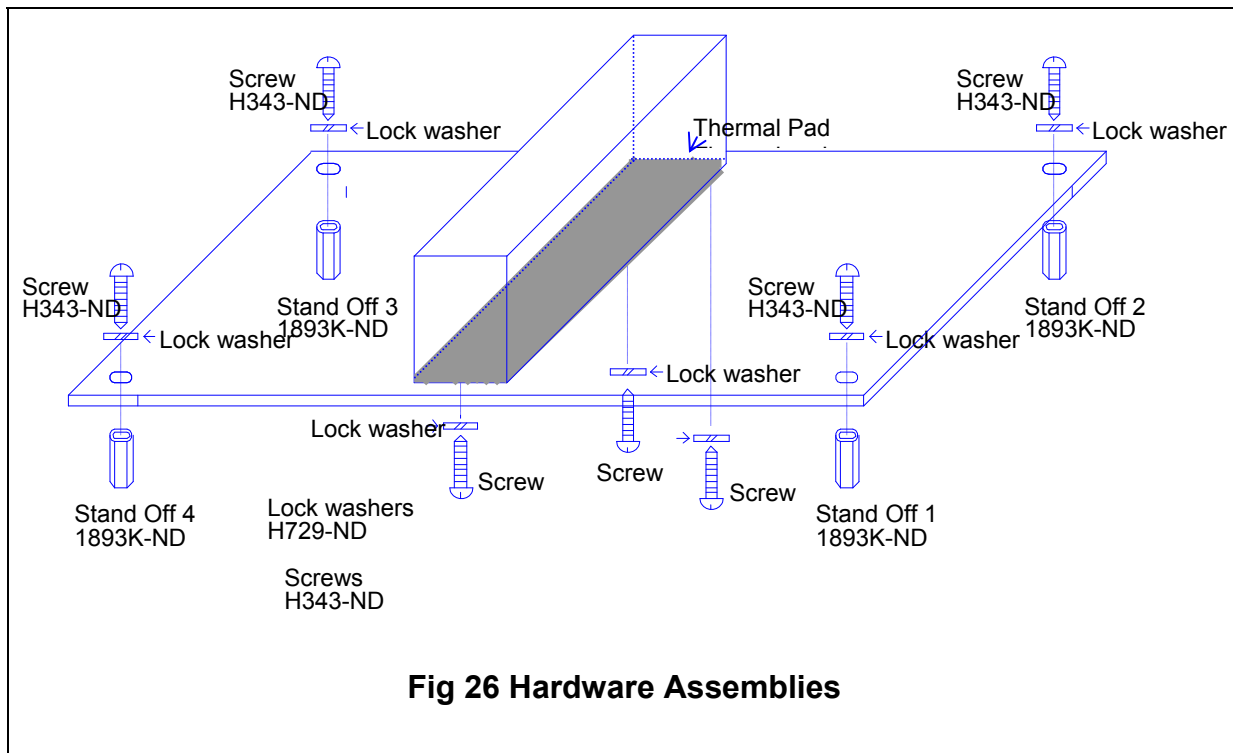 Screw
H343-ND
Lock washer
Thermal Pad
Screw
H343-ND
Lock washer
Screw
H343-ND
Lock washer
Stand Off 3
1893K-ND
Screw
H343-ND
Lock washer
Stand Off 2
1893K-ND
Lock washer
Lock washer
Screw
Screw
Screw
Stand Off 4
1893K-ND
Lock washers
H729-ND
Stand Off 1
1893K-ND
Screws
H343-ND
Fig 26 Hardware Assemblies